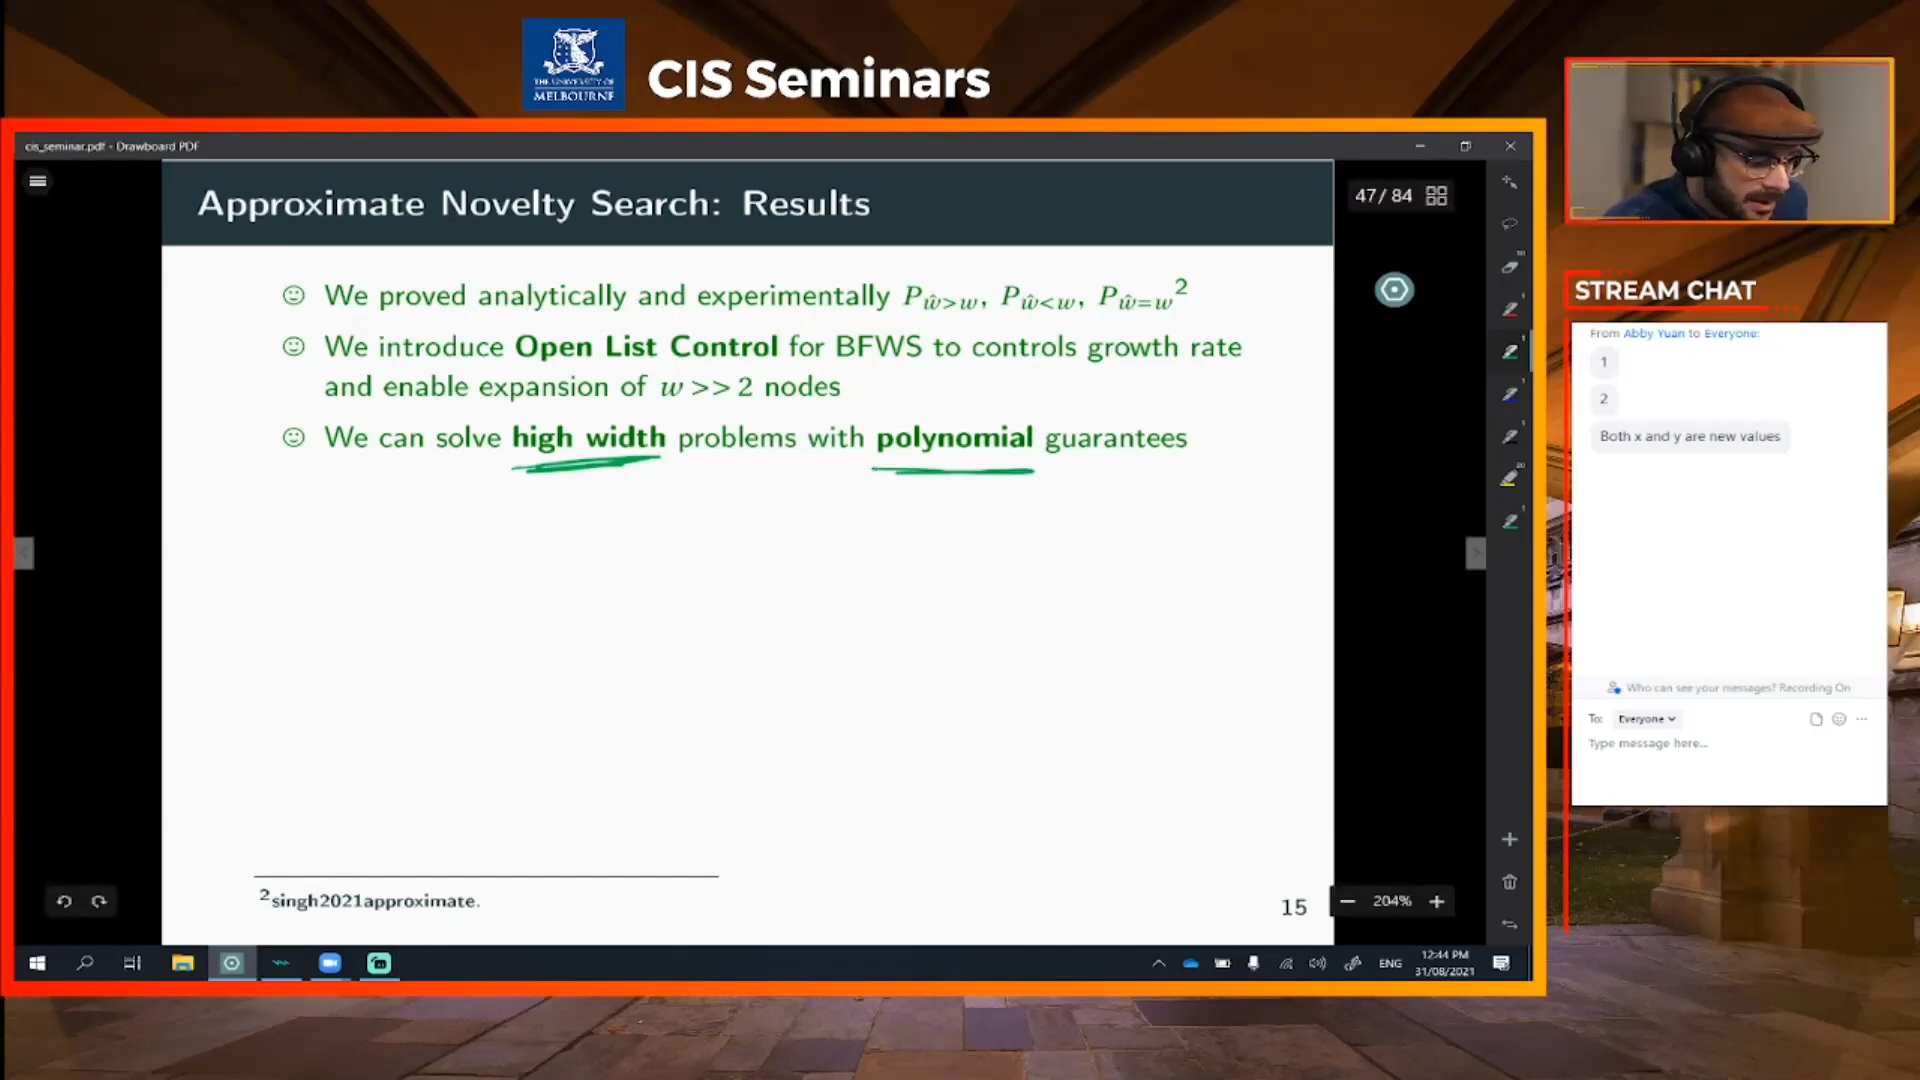 THE UNIVERSITY OF
MELBOURNE
CIS Seminars
cis_seminar.pdf - Drawboard PDF
Approximate Novelty Search: Results
47 / 84
We proved analytically and experimentally P_{ŵ>w}, P_{ŵ<w}, P_{ŵ=w}²
We introduce Open List Control for BFWS to controls growth rate
and enable expansion of w >> 2 nodes
We can solve high width problems with polynomial guarantees
²singh2021approximate.
15
204%
ENG
12:44 PM
31/08/2021
STREAM CHAT
From Abby Yuan to Everyone:
1
2
Both x and y are new values
Who can see your messages? Recording On
To: Everyone
Type message here...